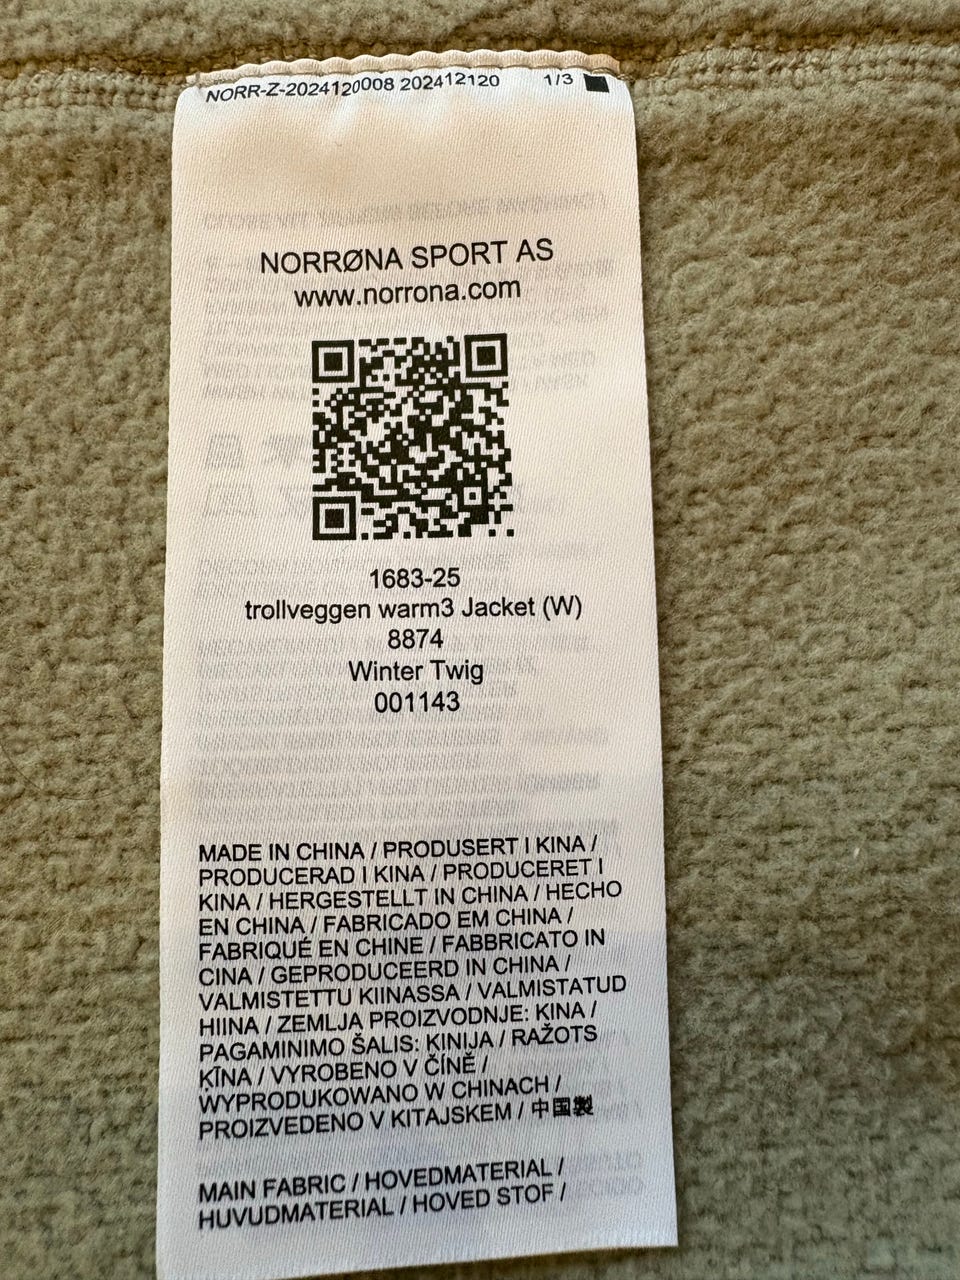 NORR-Z-2024120008 202412120 1/3
NORRØNA SPORT AS
www.norrona.com
1683-25
trollveggen warm3 Jacket (W)
8874
Winter Twig
001143
MADE IN CHINA / PRODUSERT I KINA /
PRODUCERAD I KINA / PRODUCERET I
KINA / HERGESTELLT IN CHINA / HECHO
EN CHINA / FABRICADO EM CHINA /
FABRIQUÉ EN CHINE / FABBRICATO IN
CINA / GEPRODUCEERD IN CHINA /
VALMISTETTU KIINASSA / VALMISTATUD
HIINA / ZEMLJA PROIZVODNJE: KINA /
PAGAMINIMO ŠALIS: KINIJA / RAŽOTS
ĶĪNA / VYROBENO V ČÍNĚ /
WYPRODUKOWANO W CHINACH /
PROIZVEDENO V KITAJSKEM / 中国製
MAIN FABRIC / HOVEDMATERIAL /
HUVUDMATERIAL / HOVED STOF /